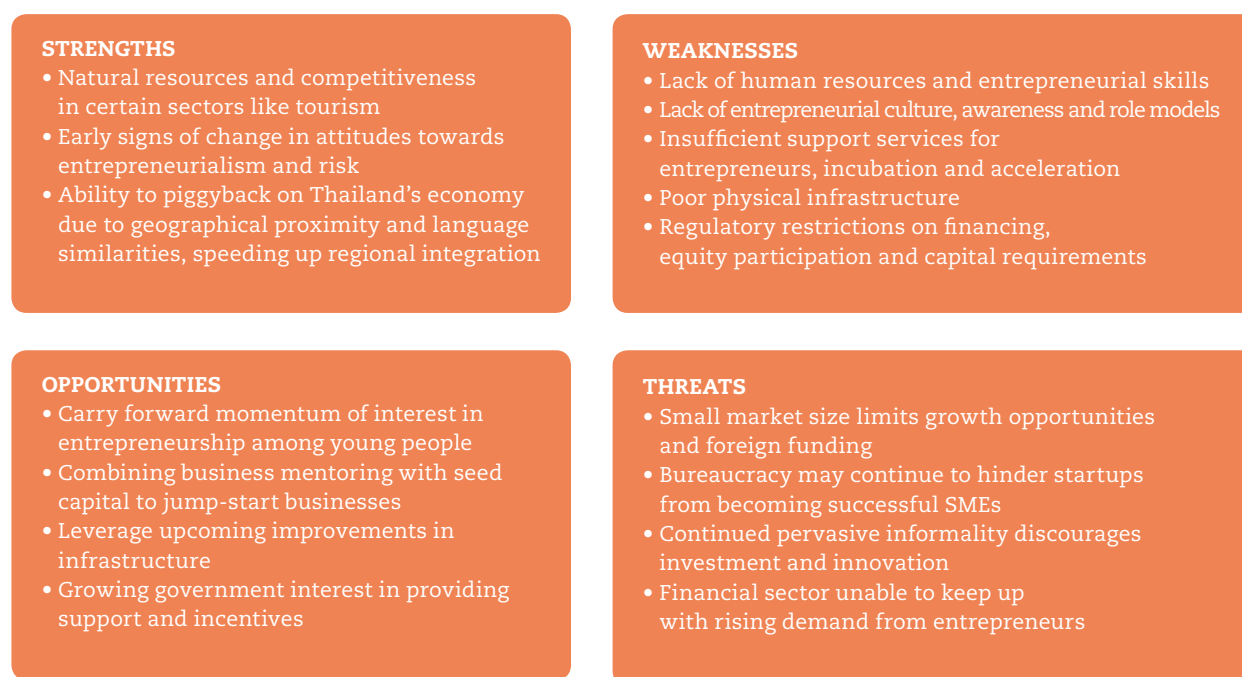 STRENGTHS
• Natural resources and competitiveness
in certain sectors like tourism
• Early signs of change in attitudes towards
entrepreneurialism and risk
• Ability to piggyback on Thailand’s economy
due to geographical proximity and language
similarities, speeding up regional integration
WEAKNESSES
• Lack of human resources and entrepreneurial skills
• Lack of entrepreneurial culture, awareness and role models
• Insufficient support services for
entrepreneurs, incubation and acceleration
• Poor physical infrastructure
• Regulatory restrictions on financing,
equity participation and capital requirements
OPPORTUNITIES
• Carry forward momentum of interest in
entrepreneurship among young people
• Combining business mentoring with seed
capital to jump-start businesses
• Leverage upcoming improvements in
infrastructure
• Growing government interest in providing
support and incentives
THREATS
• Small market size limits growth opportunities
and foreign funding
• Bureaucracy may continue to hinder startups
from becoming successful SMEs
• Continued pervasive informality discourages
investment and innovation
• Financial sector unable to keep up
with rising demand from entrepreneurs